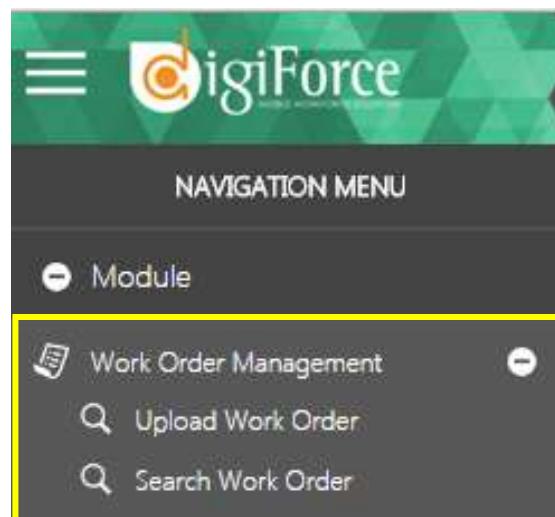 digiForce
NAVIGATION MENU
Module
Work Order Management
Upload Work Order
Search Work Order